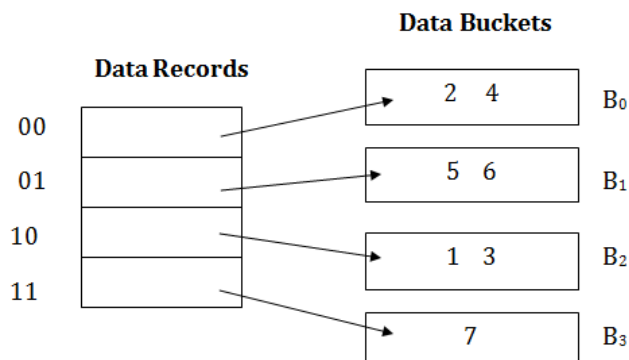 Data Buckets
Data Records
2 4 B₀
00
5 6 B₁
01
10
1 3 B₂
11
7 B₃